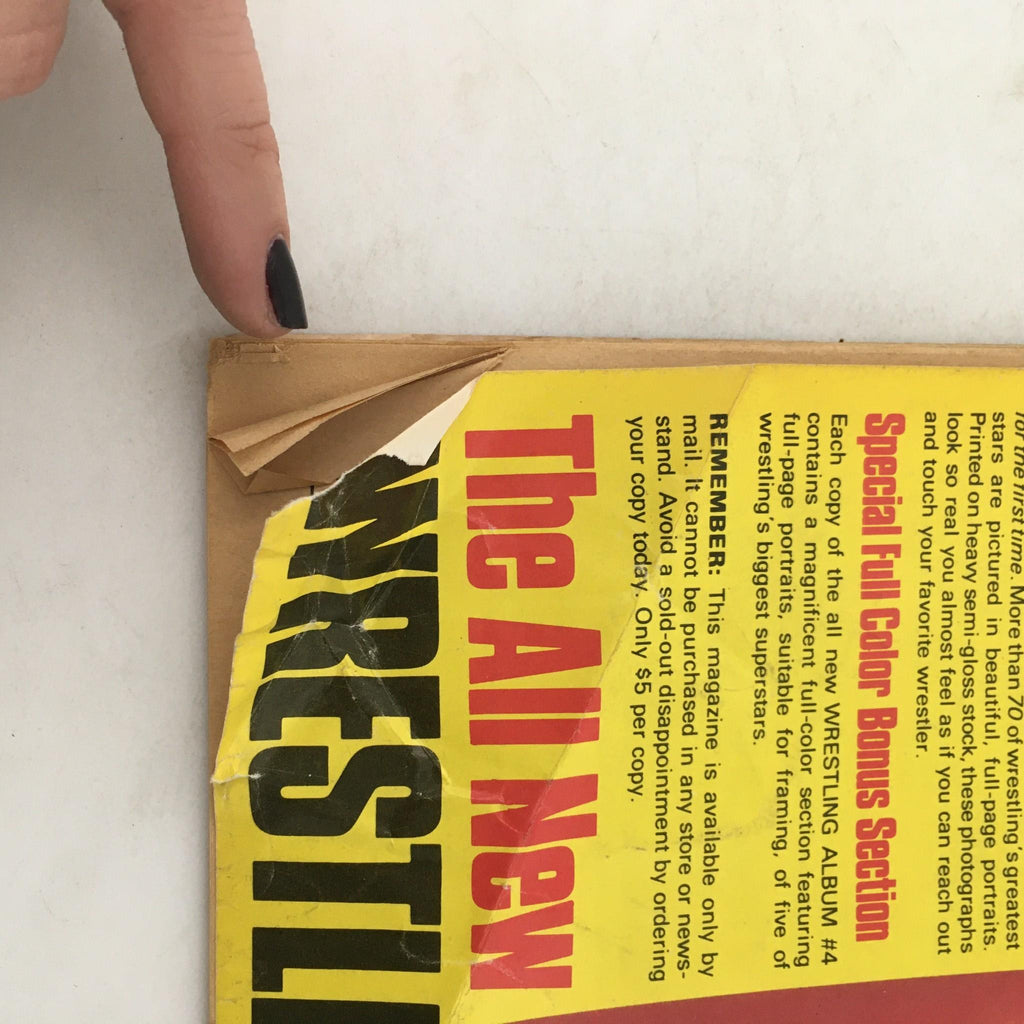 for the first time. More than 70 of wrestling's greatest
stars are pictured in beautiful, full-page portraits.
Printed on heavy semi-gloss stock, these photographs
look so real you almost feel as if you can reach out
and touch your favorite wrestler.
Special Full Color Bonus Section
Each copy of the all new WRESTLING ALBUM #4
contains a magnificent full-color section featuring
full-page portraits, suitable for framing, of five of
wrestling's biggest superstars.
REMEMBER: This magazine is available only by
mail. It cannot be purchased in any store or news-
stand. Avoid a sold-out disappointment by ordering
your copy today. Only $5 per copy.
The All New
WRESTLI